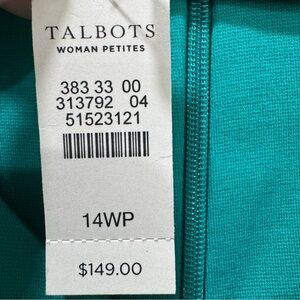 TALBOTS
WOMAN PETITES
383 33 00
313792 04
51523121
14WP
$149.00